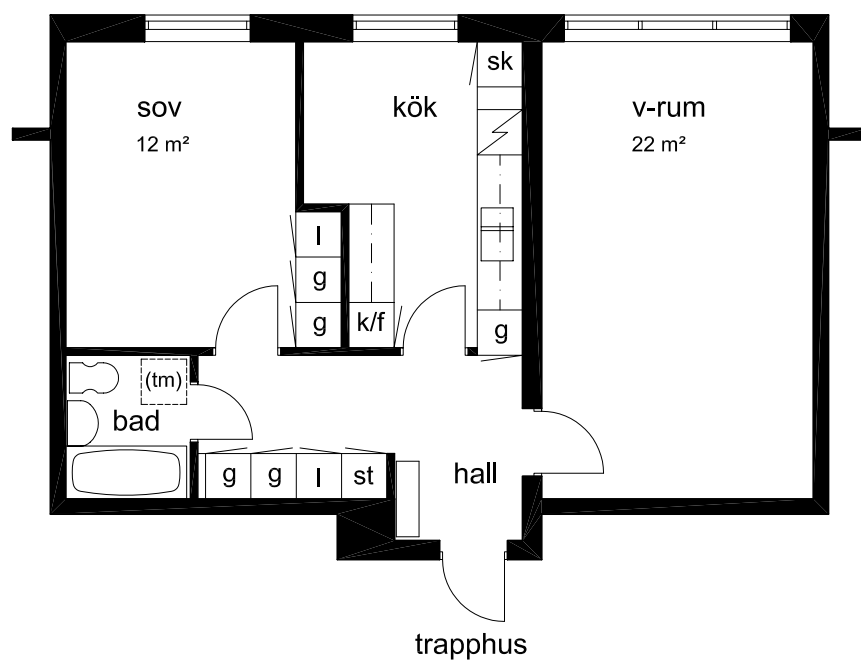 sk
sov
kök
v-rum
12 m²
22 m²
l
g
g
k/f
g
(tm)
bad
g
g
l
st
hall
trapphus